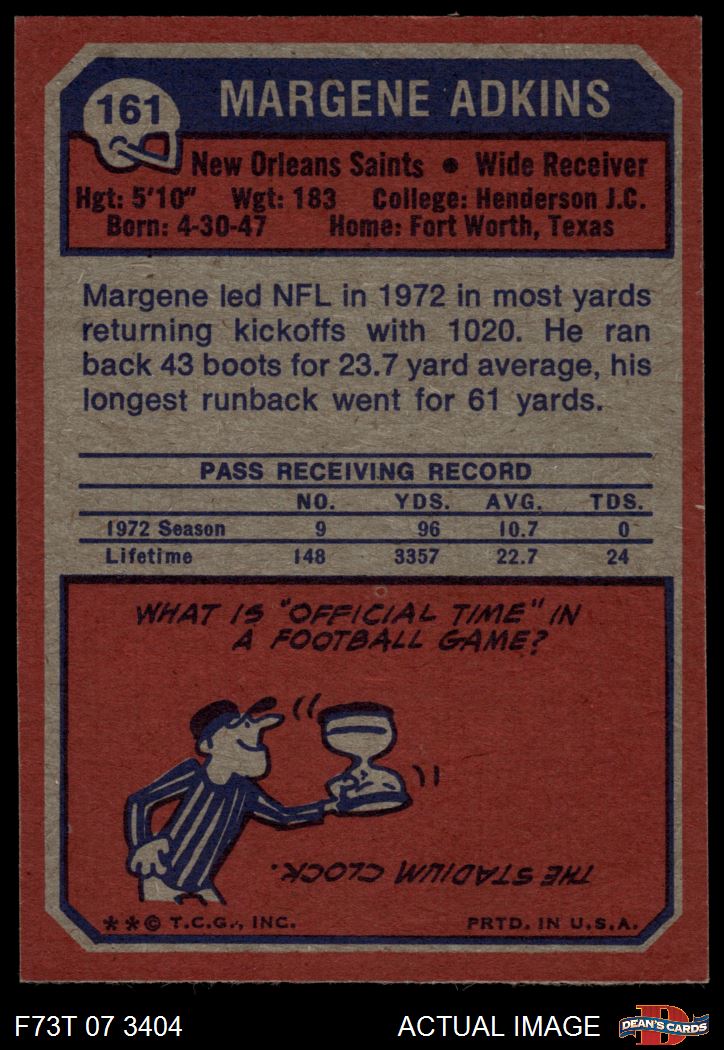 161
MARGENE ADKINS
New Orleans Saints • Wide Receiver
Hgt: 5'10" Wgt: 183 College: Henderson J.C.
Born: 4-30-47 Home: Fort Worth, Texas
Margene led NFL in 1972 in most yards
returning kickoffs with 1020. He ran
back 43 boots for 23.7 yard average, his
longest runback went for 61 yards.
PASS RECEIVING RECORD
NO. YDS. AVG. TDS.
1972 Season 9 96 10.7 0
Lifetime 148 3357 22.7 24
WHAT IS "OFFICIAL TIME" IN
A FOOTBALL GAME?
THE STADIUM CLOCK.
**© T.C.G., INC. PRTD. IN U.S.A.
F73T 07 3404 ACTUAL IMAGE
D
DEAN'S CARDS